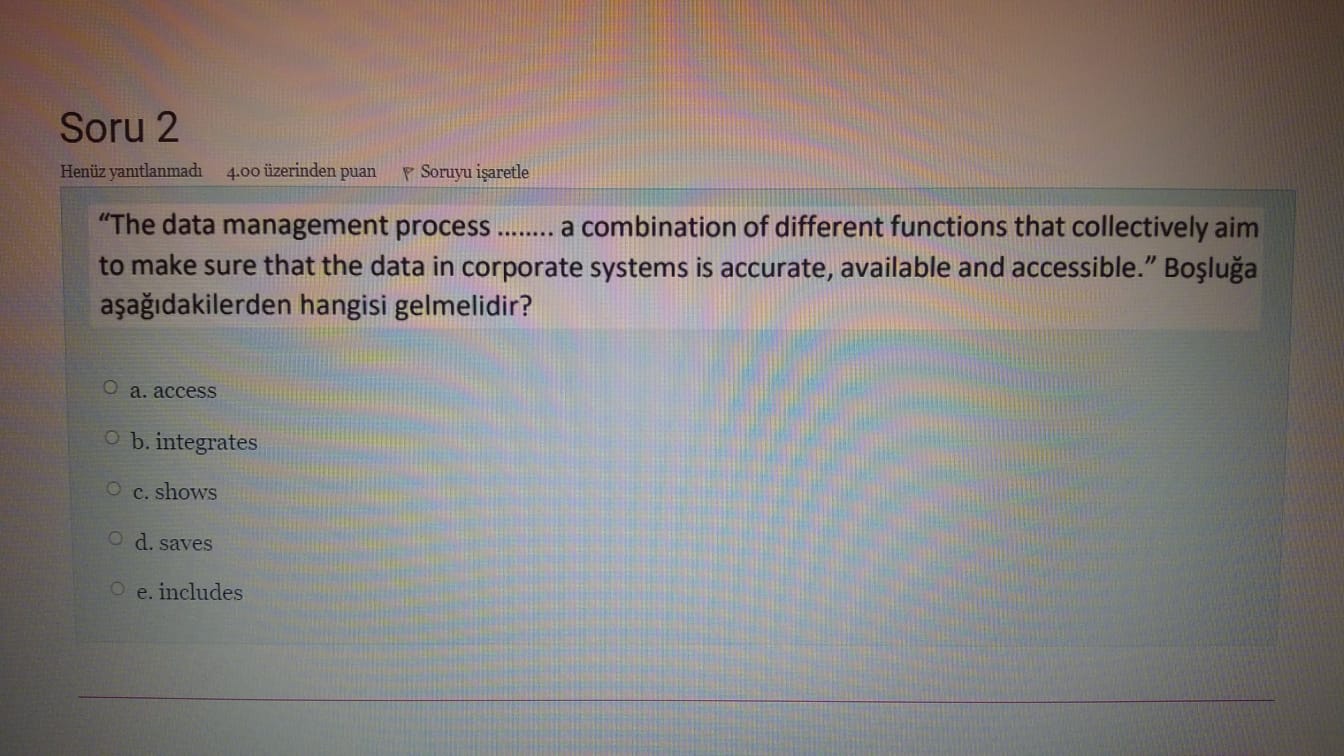 Soru 2
Henüz yanıtlanmadı 4.00 üzerinden puan Soruyu işaretle
“The data management process ........ a combination of different functions that collectively aim
to make sure that the data in corporate systems is accurate, available and accessible.” Boşluğa
aşağıdakilerden hangisi gelmelidir?
a. access
b. integrates
c. shows
d. saves
e. includes